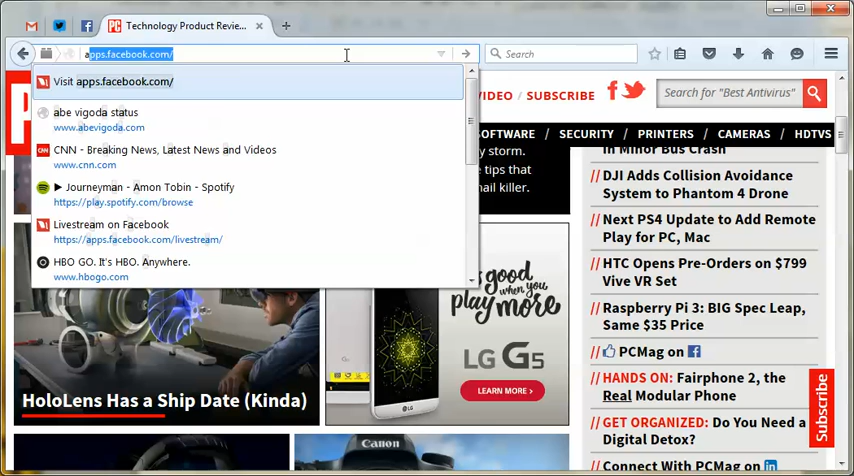 Technology Product Revie...
apps.facebook.com/
Search
Visit apps.facebook.com/
abe vigoda status
www.abevigoda.com
CNN - Breaking News, Latest News and Videos
www.cnn.com
▶ Journeyman - Amon Tobin - Spotify
https://play.spotify.com/browse
Livestream on Facebook
https://apps.facebook.com/livestream/
HBO GO. It's HBO. Anywhere.
www.hbogo.com
VIDEO / SUBSCRIBE
Search for "Best Antivirus"
SOFTWARE / SECURITY / PRINTERS / CAMERAS / HDTVS
by storm.
e tips that
mail killer.
in Minor Bus Crash
// DJI Adds Collision Avoidance
System to Phantom 4 Drone
// Next PS4 Update to Add Remote
Play for PC, Mac
// HTC Opens Pre-Orders on $799
Vive VR Set
// Raspberry Pi 3: BIG Spec Leap,
Same $35 Price
// PCMag on
// HANDS ON: Fairphone 2, the
Real Modular Phone
// GET ORGANIZED: Do You Need a
Digital Detox?
// Connect With PCMag on in
Subscribe
HoloLens Has a Ship Date (Kinda)
good
when you
play more
LG G5
LEARN MORE >
LG
Canon